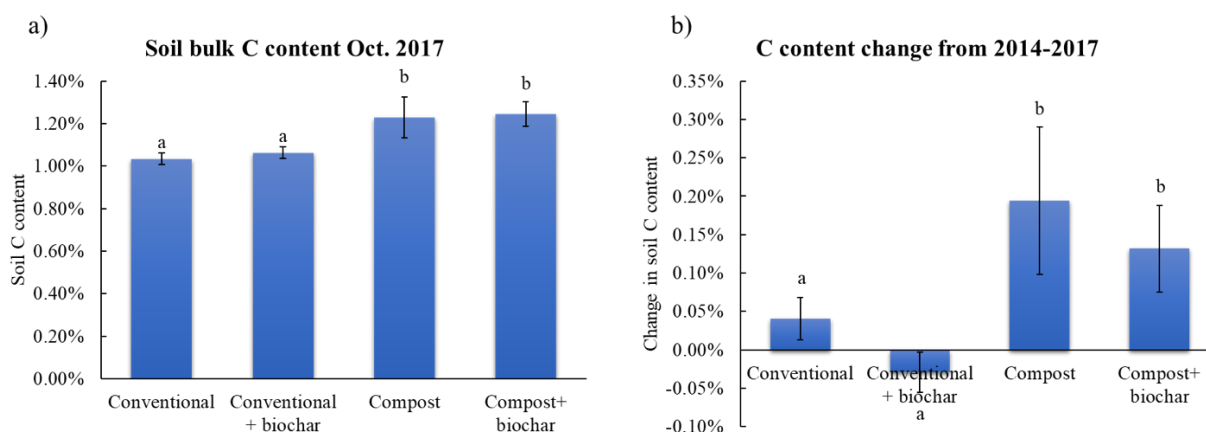 a)
Soil bulk C content Oct. 2017
Soil C content
1.40%
1.20%
1.00%
0.80%
0.60%
0.40%
0.20%
0.00%
a
a
b
b
Conventional
Conventional
+ biochar
Compost
Compost+
biochar
b)
C content change from 2014-2017
Change in soil C content
0.35%
0.30%
0.25%
0.20%
0.15%
0.10%
0.05%
0.00%
-0.05%
-0.10%
a
a
b
b
Conventional
Conventional
+ biochar
Compost
Compost+
biochar